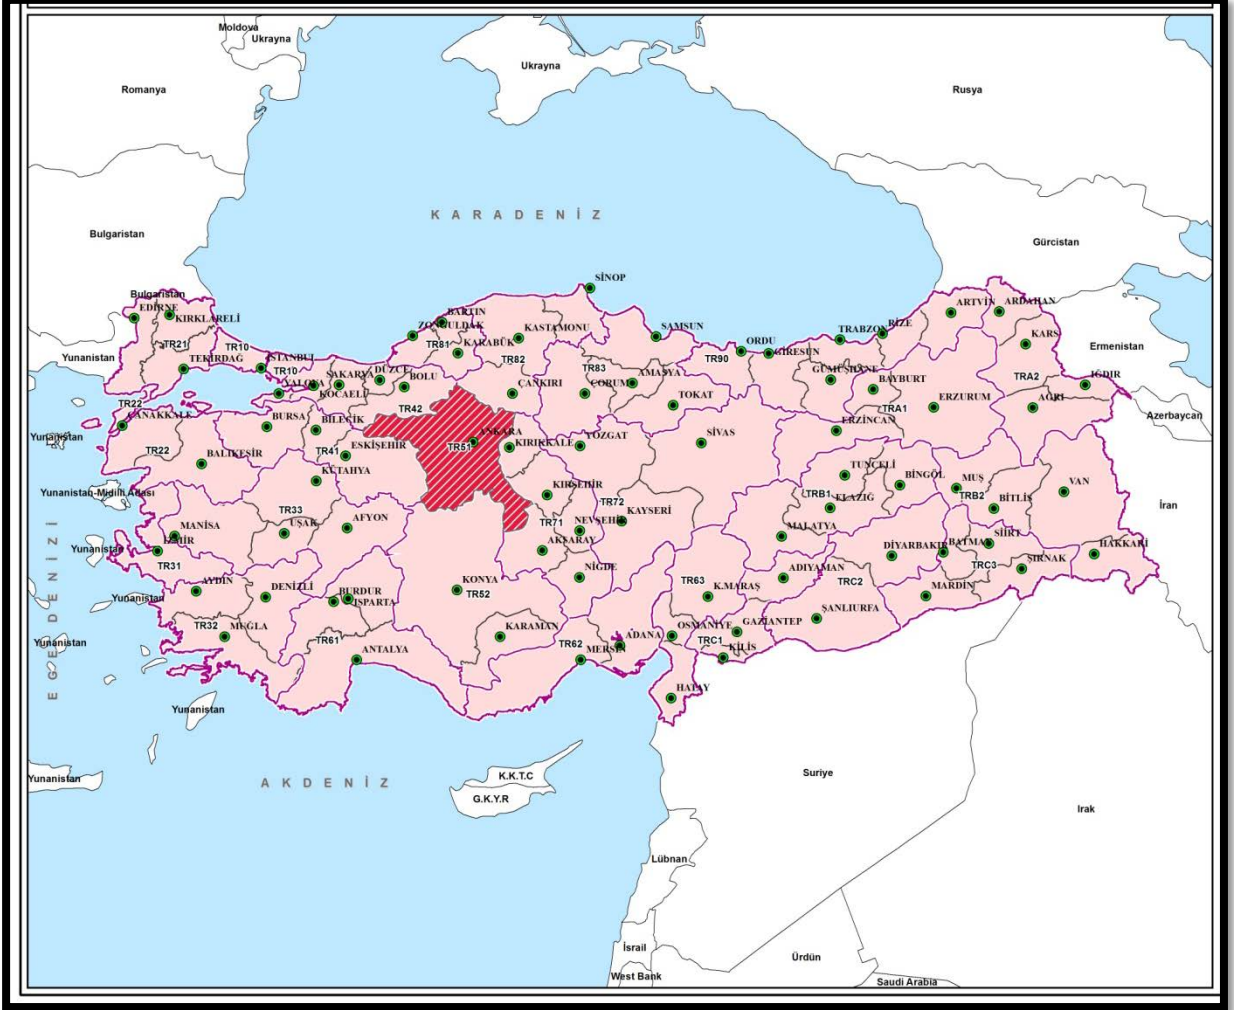 Moldova
Ukrayna
Ukrayna
Romanya
Rusya
KARADENİZ
Bulgaristan
Gürcistan
SİNOP
Bulgaristan
EDİRNE
KIRKLARELİ
BARTIN
ZONGULDAK
KASTAMONU
SAMSUN
ARTVİN
ARDAHAN
TRABZON
RİZE
KARS
TR21
TR10
TR81
KARABÜK
TR82
ORDU
GİRESUN
Ermenistan
Yunanistan
TEKİRDAĞ
İSTANBUL
TR10
TR83
TR90
SAKARYA
DÜZCE
BOLU
YALOVA
KOCAELİ
ÇANKIRI
ÇORUM
AMASYA
GÜMÜŞHANE
BAYBURT
TRA2
IĞDIR
TR22
TR42
TOKAT
TRA1
ERZURUM
AĞRI
ÇANAKKALE
BURSA
BİLECİK
ERZİNCAN
Azerbaycan
Yunanistan
TR22
BALIKESİR
TR41
ESKİŞEHİR
TR51
ANKARA
KIRIKKALE
YOZGAT
SİVAS
KÜTAHYA
TUNCELİ
BİNGÖL
MUŞ
VAN
Yunanistan-Midilli Adası
KIRŞEHİR
TR72
TRB1
ELAZIĞ
TRB2
BİTLİS
İran
TR33
UŞAK
AFYON
TR71
NEVŞEHİR
KAYSERİ
MANİSA
İZMİR
AKSARAY
MALATYA
DİYARBAKIR
BATMAN
SİİRT
HAKKARİ
Yunanistan
TR31
NİĞDE
ADIYAMAN
TRC2
TRC3
ŞIRNAK
AYDIN
DENİZLİ
BURDUR
ISPARTA
KONYA
TR52
TR63
K.MARAŞ
MARDİN
Yunanistan
EGE DENİZİ
TR32
MUĞLA
TR61
KARAMAN
OSMANİYE
GAZİANTEP
ŞANLIURFA
Yunanistan
ANTALYA
TR62
MERSİN
ADANA
TRC1
KİLİS
HATAY
Yunanistan
Yunanistan
AKDENİZ
K.K.T.C
G.K.Y.R
Suriye
Irak
Lübnan
İsrail
West Bank
Ürdün
Saudi Arabia